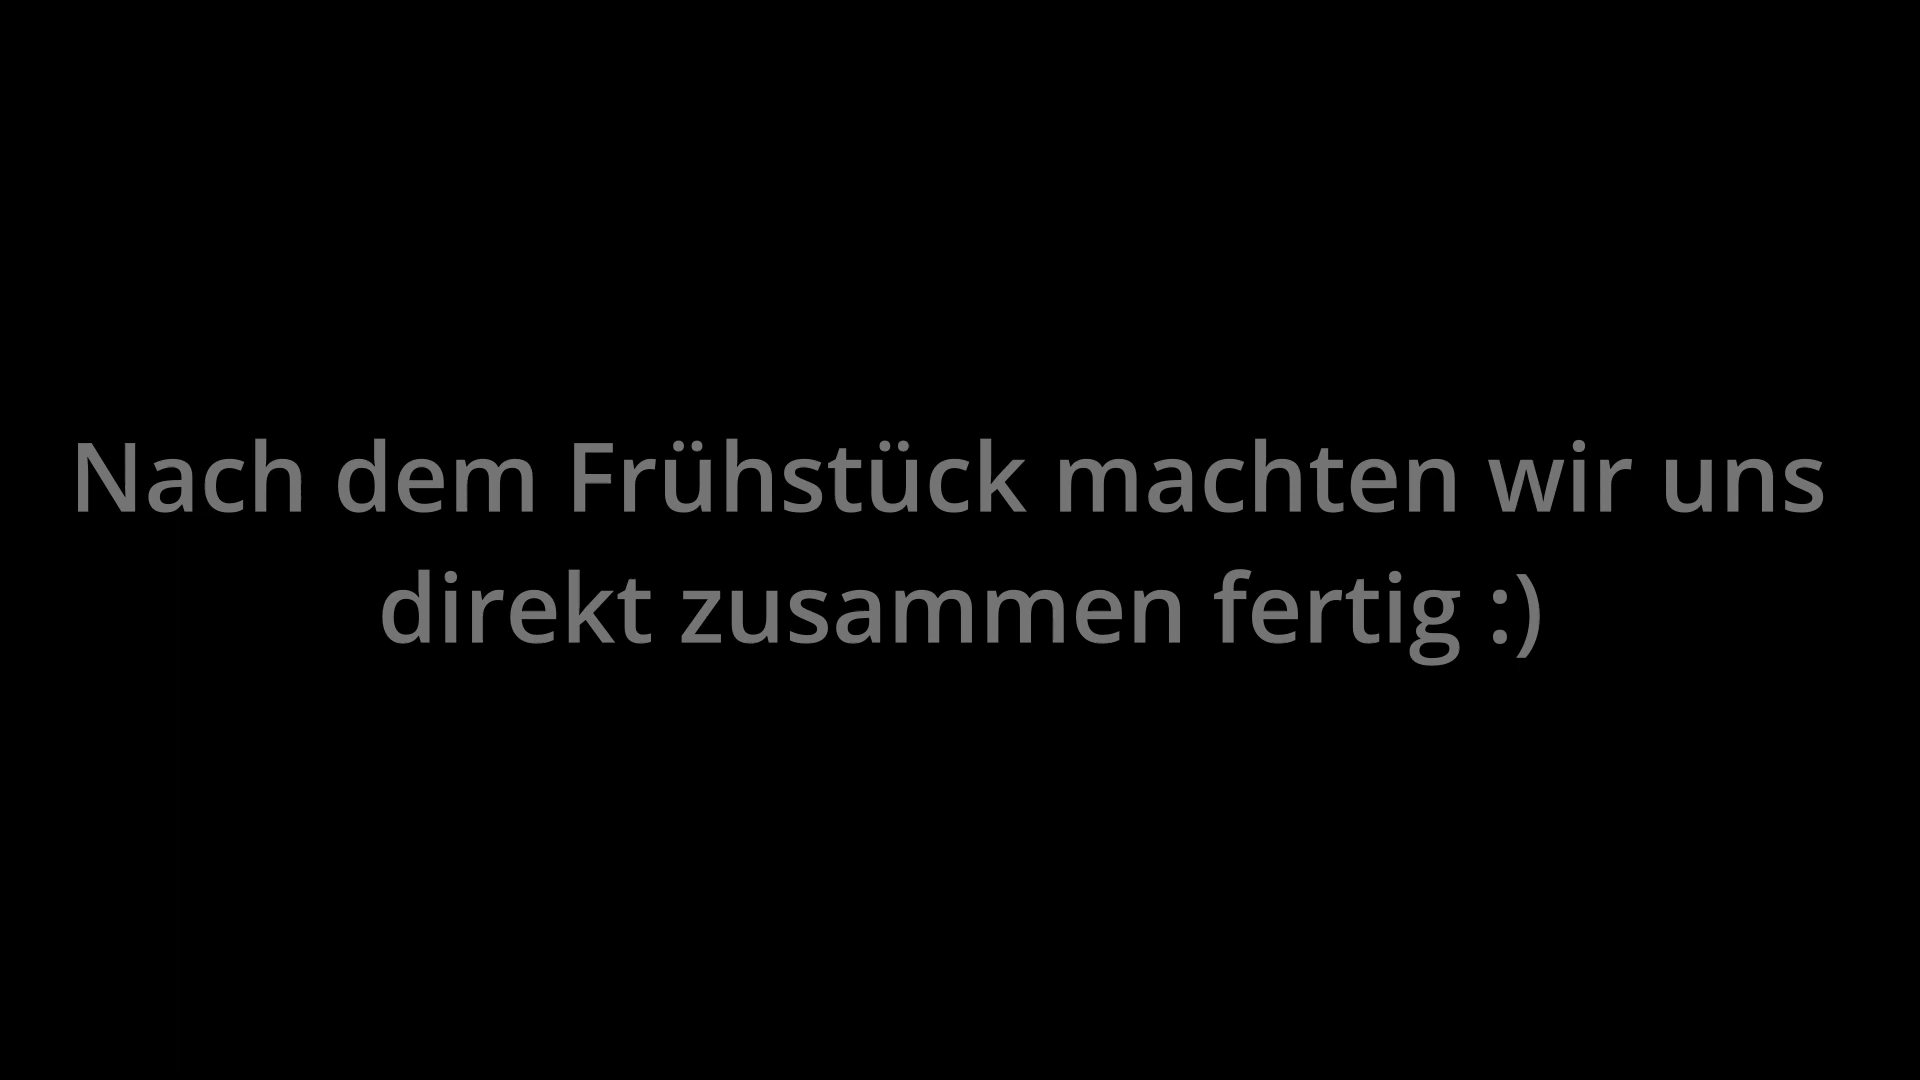 Nach dem Frühstück machten wir uns
direkt zusammen fertig :)